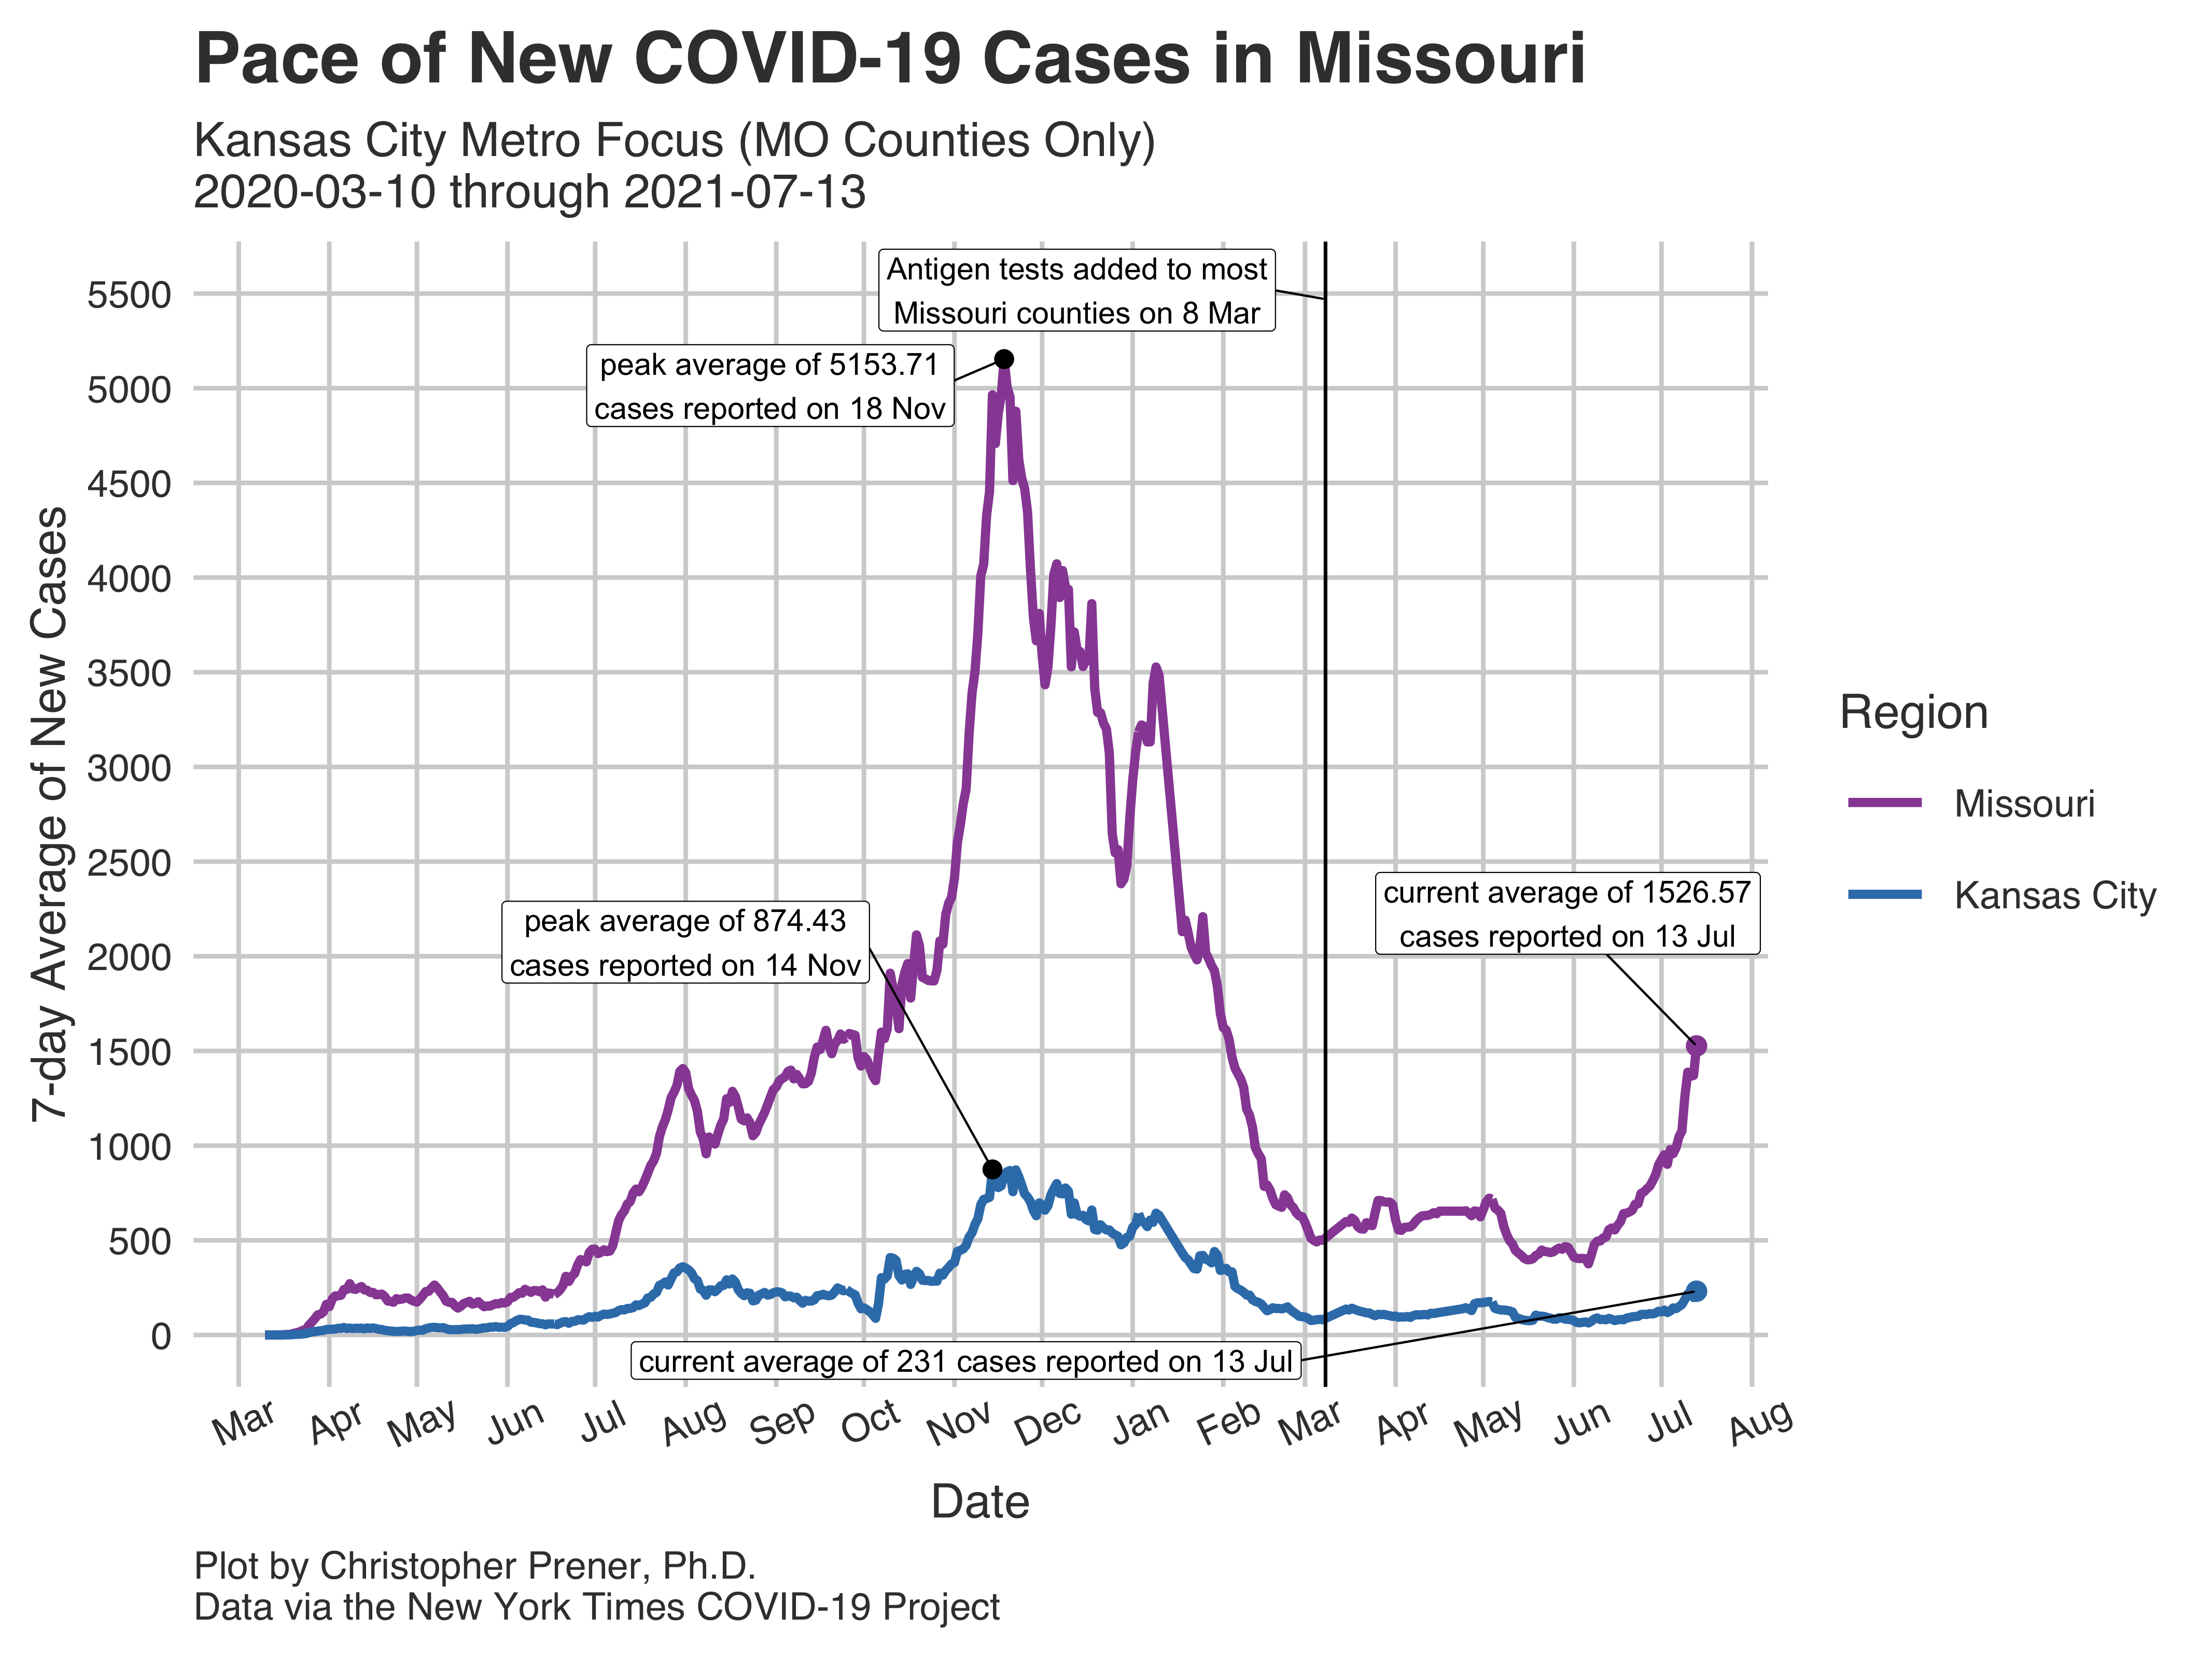 Pace of New COVID-19 Cases in Missouri
Kansas City Metro Focus (MO Counties Only)
2020-03-10 through 2021-07-13
7-day Average of New Cases
5500
5000
4500
4000
3500
3000
2500
2000
1500
1000
500
0
Antigen tests added to most
Missouri counties on 8 Mar
peak average of 5153.71
cases reported on 18 Nov
peak average of 874.43
cases reported on 14 Nov
current average of 1526.57
cases reported on 13 Jul
current average of 231 cases reported on 13 Jul
Mar Apr May Jun Jul Aug Sep Oct Nov Dec Jan Feb Mar Apr May Jun Jul Aug
Date
Region
Missouri
Kansas City
Plot by Christopher Prener, Ph.D.
Data via the New York Times COVID-19 Project